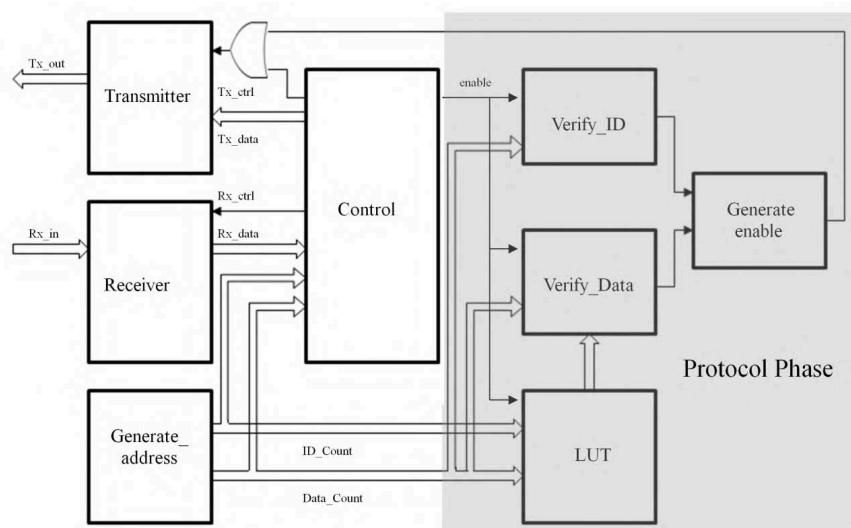 Tx_out
Transmitter
Tx_ctrl
Tx_data
enable
Verify_ID
Rx_ctrl
Control
Generate
enable
Rx_in
Rx_data
Receiver
Verify_Data
Protocol Phase
Generate_
address
ID_Count
LUT
Data_Count